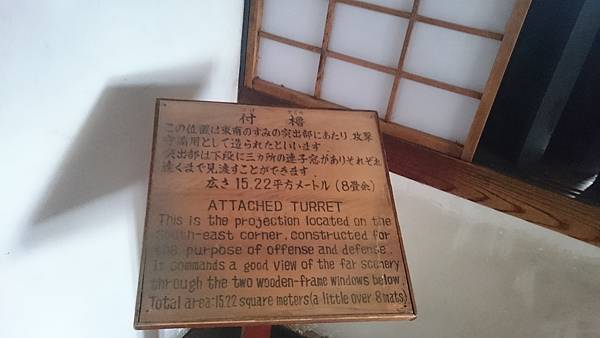 付櫓
この位置は東南のすみの突出部にあたり攻撃
守備用として造られたといいます
突出部は下段に三カ所の連子窓がありそれぞれ
遠くまで見渡すことができます
広さ 15.22平方メートル(8畳余)
ATTACHED TURRET
This is the projection located on the
south-east corner, constructed for
the purpose of offense and defense.
It commands a good view of the far scenery
through the two wooden-frame windows below.
Total area:15.22 square meters(a little over 8 mats)